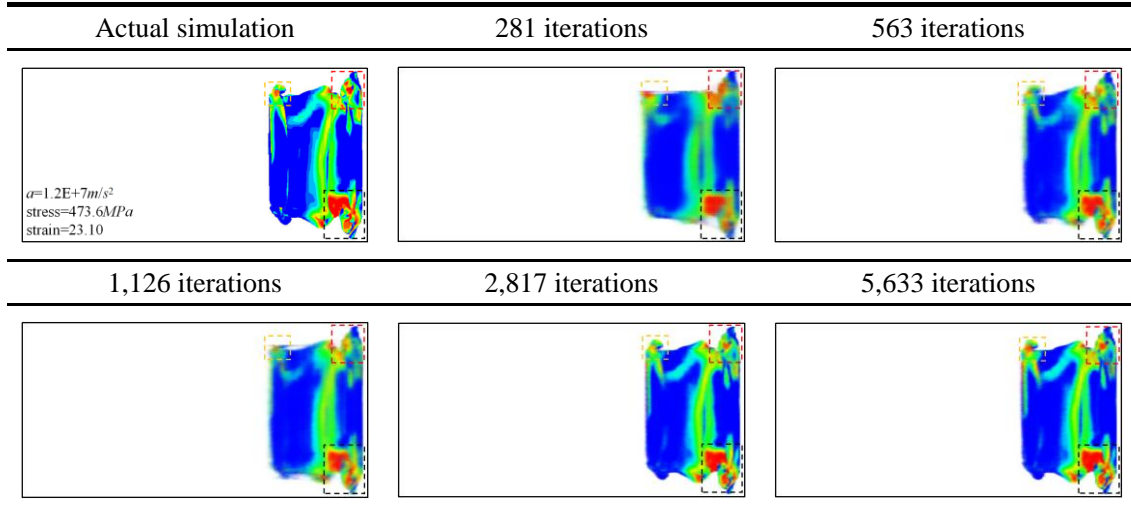 Actual simulation
281 iterations
563 iterations
a=1.2E+7m/s²
stress=473.6MPa
strain=23.10
1,126 iterations
2,817 iterations
5,633 iterations